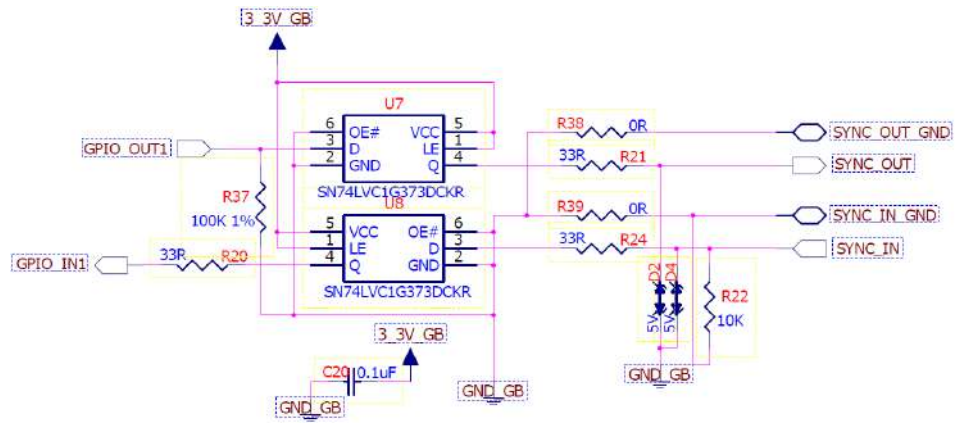 3_3V_GB
U7
6 OE# VCC 5
3 D LE 1
2 GND Q 4
SN74LVC1G373DCKR
GPIO_OUT1
R37
100K 1%
U8
5 VCC OE# 6
1 LE D 3
4 Q GND 2
SN74LVC1G373DCKR
GPIO_IN1
33R R20
R38 0R
SYNC_OUT_GND
33R R21
SYNC_OUT
R39 0R
SYNC_IN_GND
33R R24
SYNC_IN
D2 D4
5V 5V
R22
10K
3_3V_GB
C20 0.1uF
GND_GB
GND_GB
GND_GB